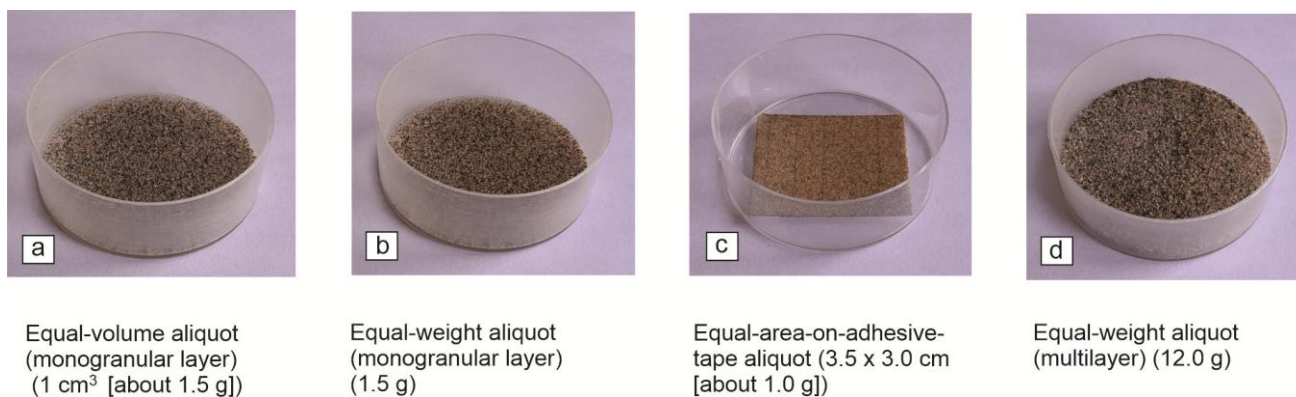 a
b
c
d
Equal-volume aliquot
(monogranular layer)
(1 cm³ [about 1.5 g])
Equal-weight aliquot
(monogranular layer)
(1.5 g)
Equal-area-on-adhesive-
tape aliquot (3.5 x 3.0 cm
[about 1.0 g])
Equal-weight aliquot
(multilayer) (12.0 g)